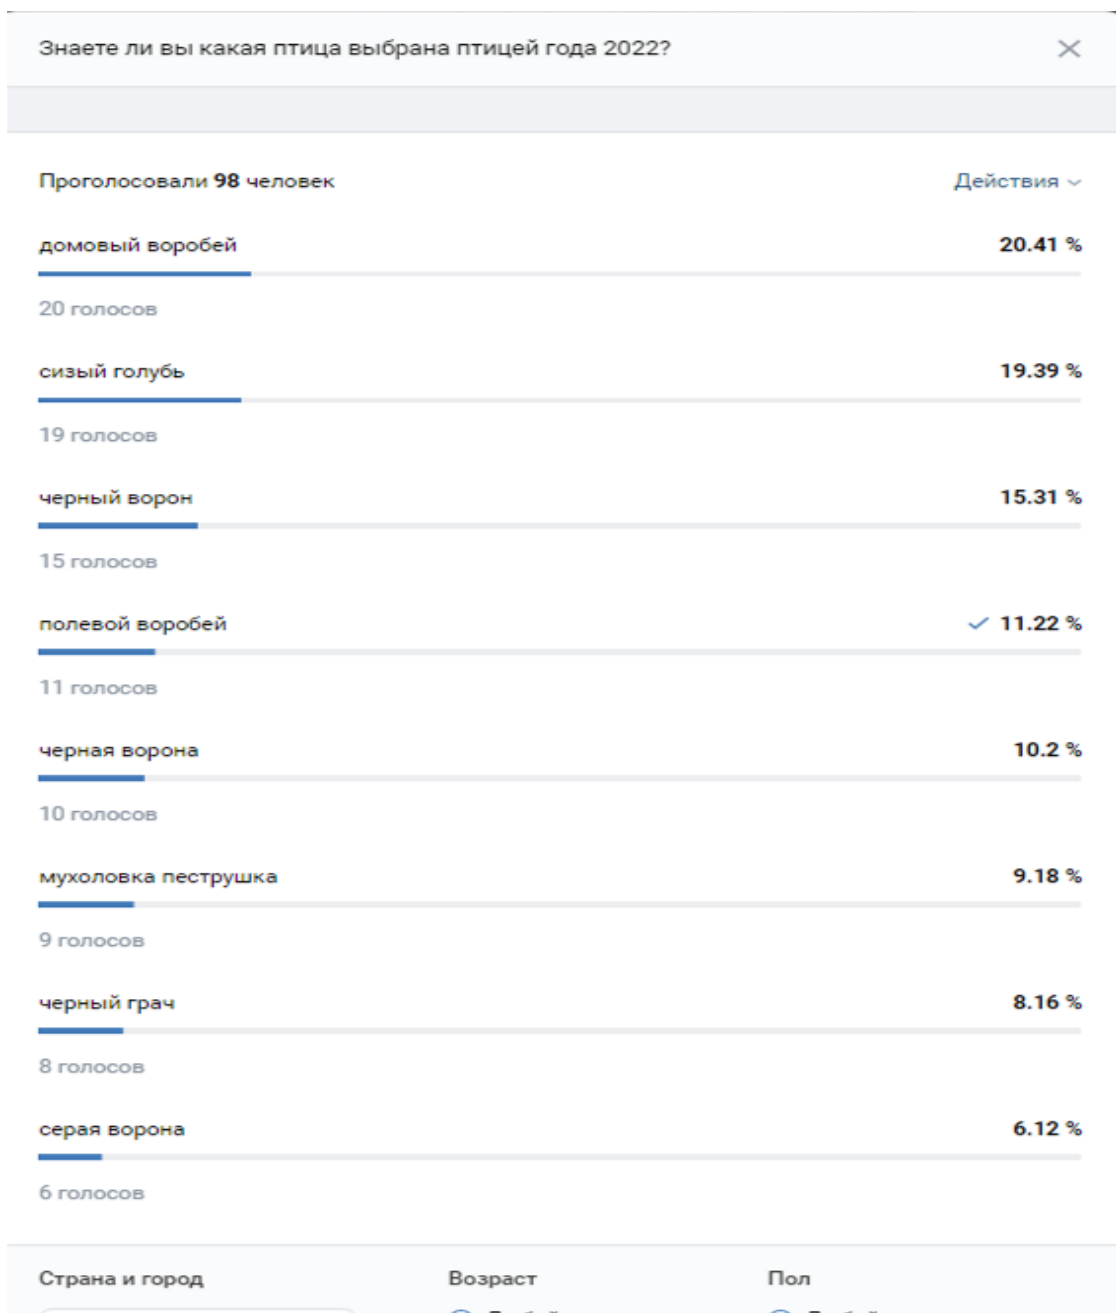 Знаете ли вы какая птица выбрана птицей года 2022?
Проголосовали 98 человек Действия
домовый воробей 20.41 %
20 голосов
сизый голубь 19.39 %
19 голосов
черный ворон 15.31 %
15 голосов
полевой воробей 11.22 %
11 голосов
черная ворона 10.2 %
10 голосов
мухоловка пеструшка 9.18 %
9 голосов
черный грач 8.16 %
8 голосов
серая ворона 6.12 %
6 голосов
Страна и город Возраст Пол